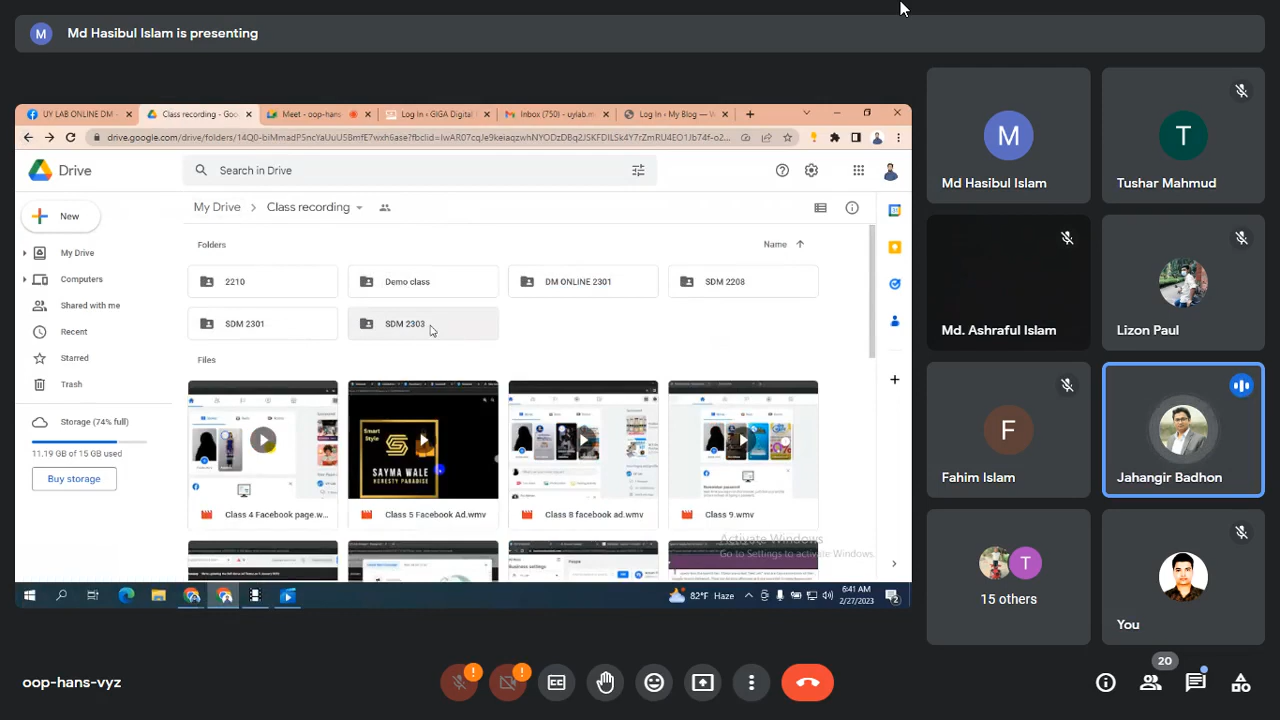 M Md Hasibul Islam is presenting
UY LAB ONLINE DM -
Class recording - Goo
Meet - oop-hans
Log In ‹ GIGA Digital
Inbox (750) - uylab.m
Log In ‹ My Blog —
drive.google.com/drive/folders/
Drive
Search in Drive
New
My Drive
Computers
Shared with me
Recent
Starred
Trash
Storage (74% full)
11.19 GB of 15 GB used
Buy storage
My Drive > Class recording
Folders
Name
2210
Demo class
DM ONLINE 2301
SDM 2208
SDM 2301
SDM 2303
Files
Smart
Style
SAYMA WALE
HERESTY PARADISE
Class 4 Facebook page.w...
Class 5 Facebook Ad.wmv
Class 8 facebook ad.wmv
Class 9.wmv
Activate Windows
Go to Settings to activate Windows.
82°F Haze
6:41 AM
2/27/2023
2
M
Md Hasibul Islam
T
Tushar Mahmud
Md. Ashraful Islam
Lizon Paul
F
Fahim Islam
Jahangir Badhon
T
15 others
You
oop-hans-vyz
20